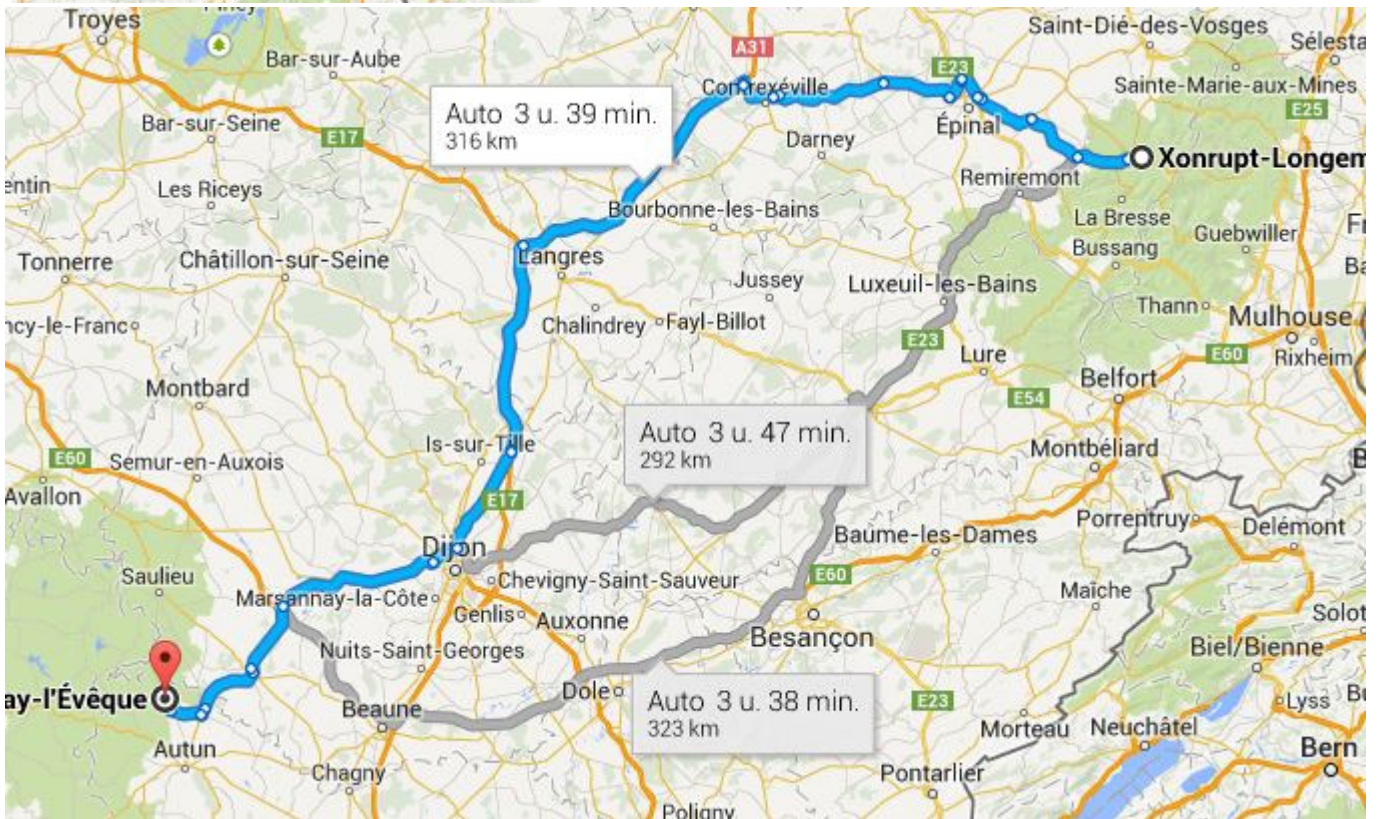 Troyes
Piney
Bar-sur-Aube
Saint-Dié-des-Vosges
Sélesta
A31
E23
Contrexéville
Sainte-Marie-aux-Mines
E25
Auto 3 u. 39 min.
316 km
Bar-sur-Seine
E17
Épinal
Darney
Xonrupt-Longem
entin
Les Riceys
Remiremont
Bourbonne-les-Bains
La Bresse
Guebwiller
Fr
Bussang
Tonnerre
Châtillon-sur-Seine
Langres
Ba
Jussey
Luxeuil-les-Bains
Thann
ncy-le-Franc
Chalindrey
Fayl-Billot
Mulhouse
E23
Lure
E60
Rixheim
Montbard
Belfort
E54
Auto 3 u. 47 min.
292 km
Is-sur-Tille
Montbéliard
E60
Semur-en-Auxois
B
Avallon
E17
Porrentruy
Delémont
Dijon
Baume-les-Dames
Saulieu
Chevigny-Saint-Sauveur
E60
Maîche
Marsannay-la-Côte
Genlis
Auxonne
Solot
Besançon
Nuits-Saint-Georges
Biel/Bienne
ay-l'Évêque
Dole
Auto 3 u. 38 min.
323 km
E23
Lyss
Bu
Beaune
Morteau
Neuchâtel
Autun
Bern
Chagny
Pontarlier
Poligny